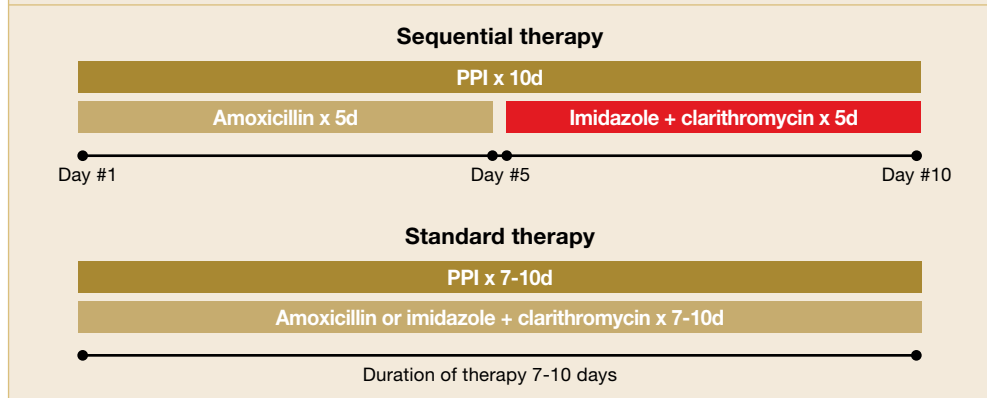 Sequential therapy
PPI x 10d
Amoxicillin x 5d Imidazole + clarithromycin x 5d
Day #1 Day #5 Day #10
Standard therapy
PPI x 7-10d
Amoxicillin or imidazole + clarithromycin x 7-10d
Duration of therapy 7-10 days